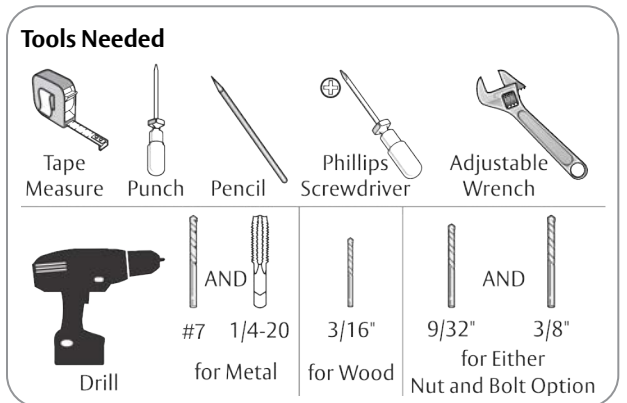 Tools Needed
Tape Measure
Punch
Pencil
Phillips Screwdriver
Adjustable Wrench
Drill
AND
#7 1/4-20
for Metal
3/16"
for Wood
AND
9/32" 3/8"
for Either
Nut and Bolt Option